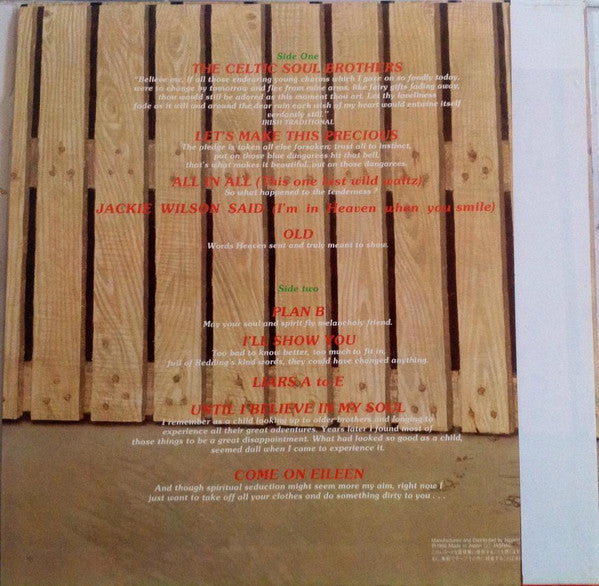 Side One
THE CELTIC SOUL BROTHERS
"Believe me, if all those endearing young charms which I gaze on so fondly today,
were to change by tomorrow and flee from mine arms, like fairy gifts fading away,
thou would still be adored as this moment thou art. Let thy loveliness
fade as it will and around the dear ruin each wish of my heart would entwine itself
verdantly still."
IRISH TRADITIONAL
LET'S MAKE THIS PRECIOUS
The pledge is taken all else forsaken, trust all to instinct,
put on those blue dungarees hit that bell,
that's what makes it beautiful, put on those dungarees.
ALL IN ALL (This one last wild waltz)
So what happened to the tenderness?
JACKIE WILSON SAID (I'm in Heaven when you smile)
OLD
Words Heaven sent and truly meant to show.
Side two
PLAN B
May your soul and spirit fly melancholy friend.
I'LL SHOW YOU
Too bad to know better, too much to fit in,
full of Redding's kind words, they could have changed anything.
LIARS A to E
UNTIL I BELIEVE IN MY SOUL
I remember as a child looking up to older brothers and longing to
experience all their great adventures. Years later I found most of
those things to be a great disappointment. What had looked so good as a child,
seemed dull when I came to experience it.
COME ON EILEEN
And though spiritual seduction might seem more my aim, right now I
just want to take off all your clothes and do something dirty to you . . .
Manufactured and Distributed by Nippon
Made in Japan